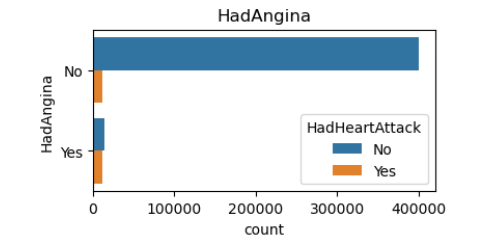 HadAngina
HadAngina
No
Yes
HadHeartAttack
No
Yes
0 100000 200000 300000 400000
count